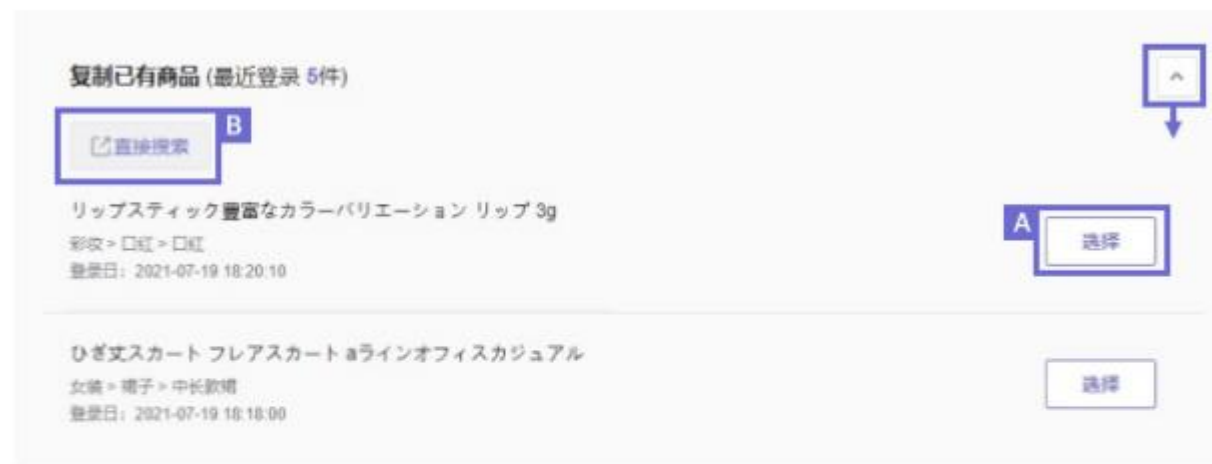 复制已有商品 (最近登录 5件)
B
直接搜索
リップスティック豊富なカラーバリエーション リップ 3g
A
选择
彩妆 > 口红 > 口红
登录日：2021-07-19 18:20:10
ひざ丈スカート フレアスカート aラインオフィスカジュアル
选择
女装 > 裙子 > 中长款裙
登录日：2021-07-19 18:18:00